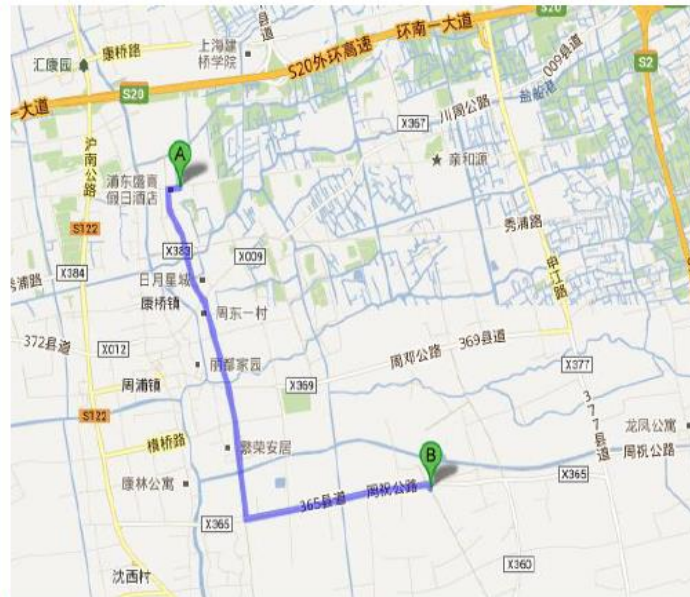 S20
环南一大道
康桥路
上海建
桥学院
县道
S20外环高速
汇康园
S2
009县道
一大道
S20
盐船港
川周公路
X367
沪南公路
A
亲和源
浦东盛高
假日酒店
S122
秀浦路
X383
X009
X384
秀浦路
日月星城
申江路
康桥镇
周东一村
372县道
X012
369县道
周邓公路
丽都家园
X377
周浦镇
X369
377县道
S122
龙凤公寓
横桥路
繁荣安居
B
周祝公路
康林公寓
X365
周祝公路
365县道
X365
X360
沈西村